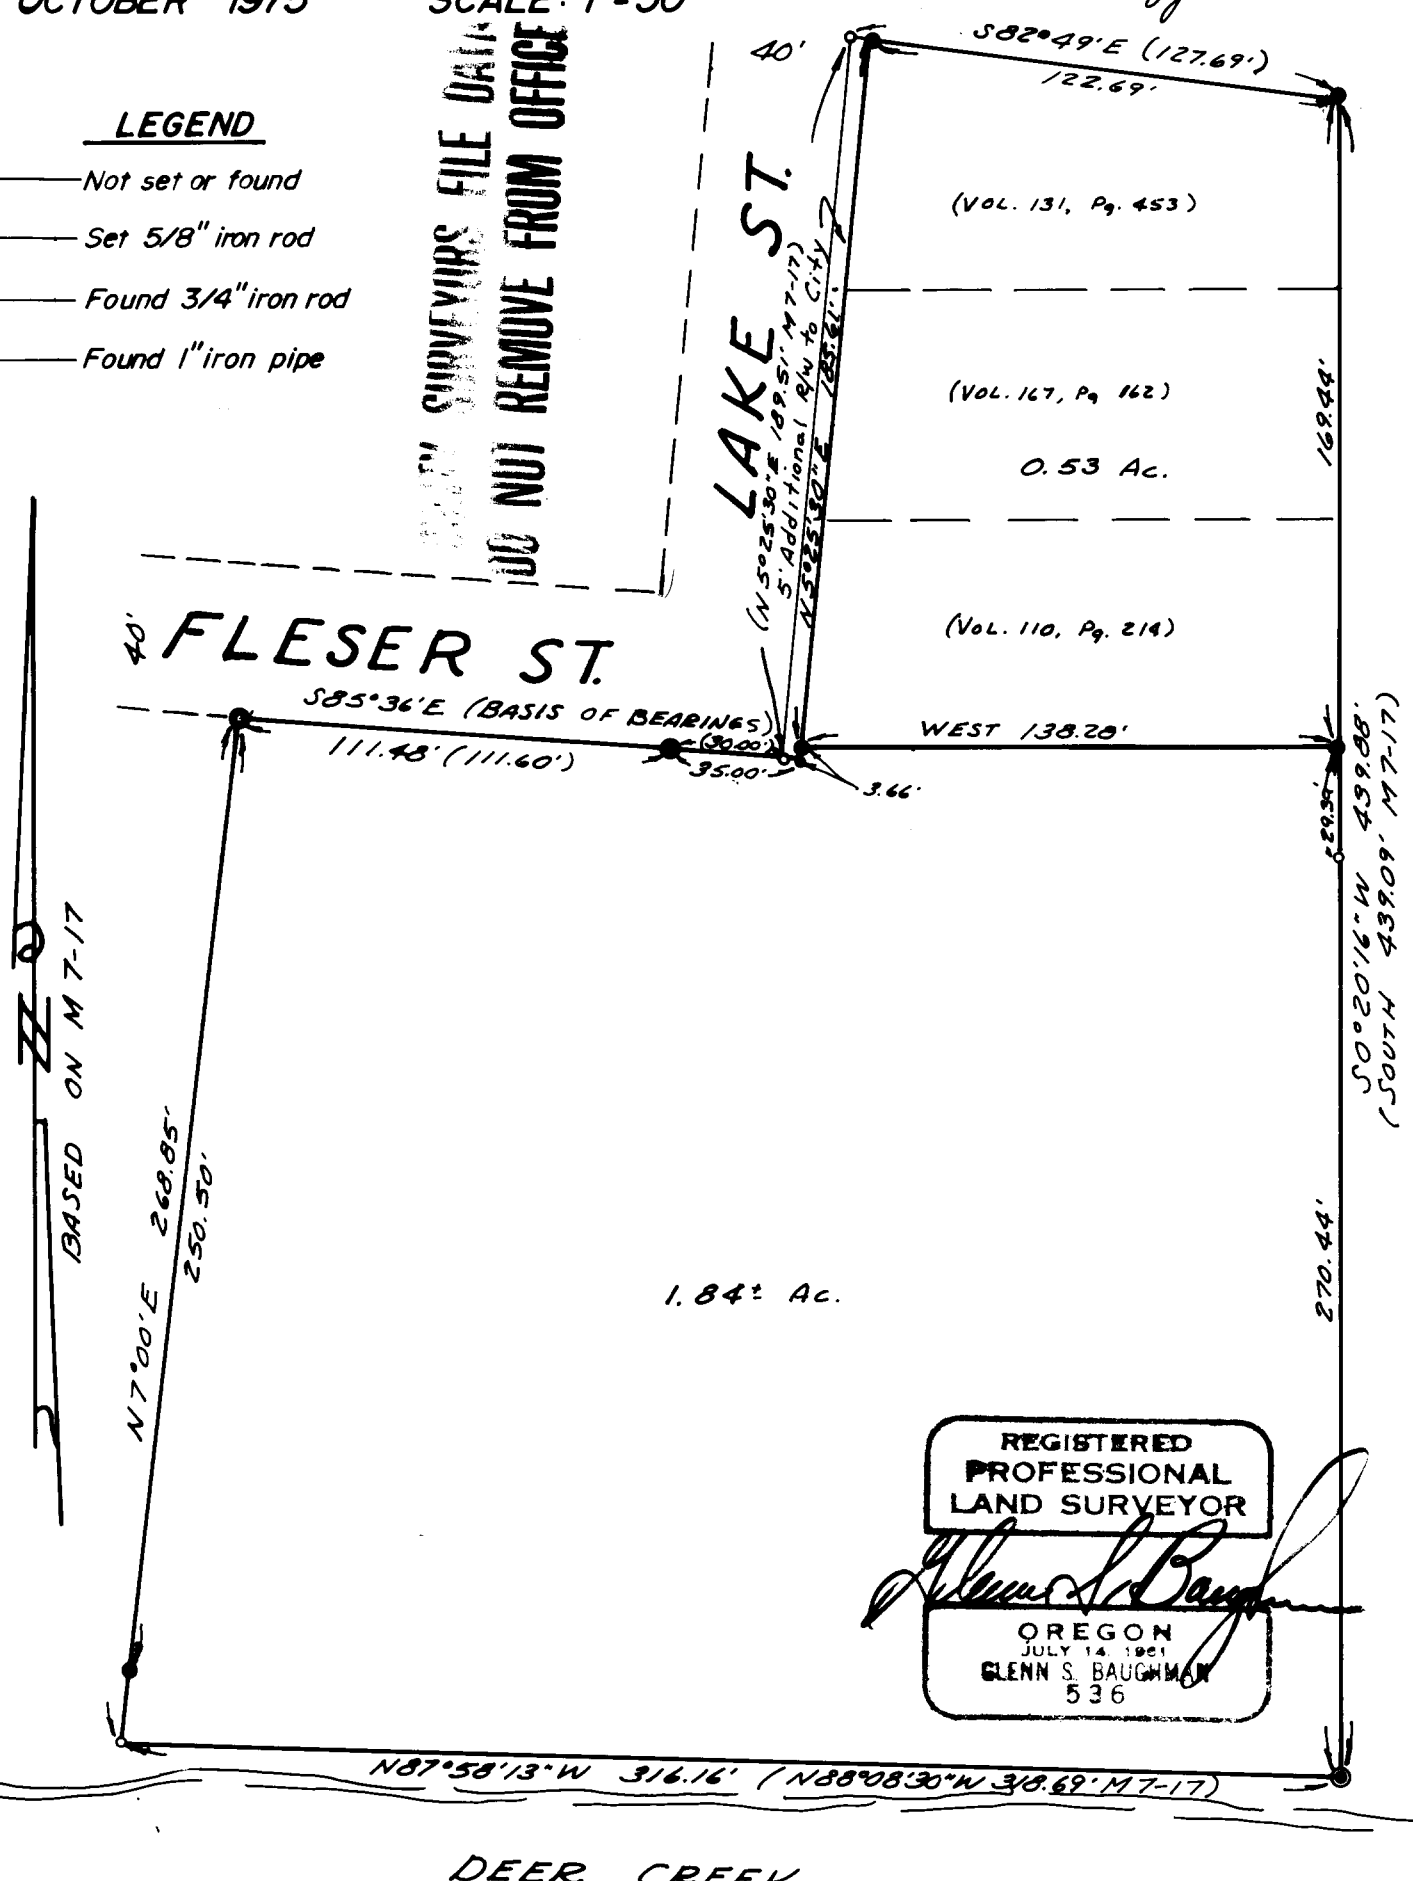 OCTOBER 1975 SCALE: 1"=50'
LEGEND
Not set or found
Set 5/8" iron rod
Found 3/4" iron rod
Found 1" iron pipe
SURVEYORS FILE
DO NOT REMOVE FROM OFFICE
40'
S82°49'E (127.69')
122.69'
LAKE ST.
(N5°25'30"E 189.51' M7-17)
5' Additional R/W to City
N5°25'30"E 185.61'
(VOL. 131, Pg. 453)
(VOL. 167, Pg 162)
0.53 Ac.
(VOL. 110, Pg. 214)
169.44'
40'
FLESER ST.
S85°36'E (BASIS OF BEARINGS)
111.48' (111.60')
(30.00')
35.00'
3.66'
WEST 138.28'
29.34'
S0°20'16"W 439.88'
(SOUTH 439.09' M7-17)
270.44'
N
BASED ON M7-17
N7°00'E 268.85'
250.50'
1.84± Ac.
REGISTERED
PROFESSIONAL
LAND SURVEYOR
Glenn S. Baughman
OREGON
JULY 14, 1961
GLENN S. BAUGHMAN
536
N87°58'13"W 316.16' (N88°08'30"W 318.69' M7-17)
DEER CREEK